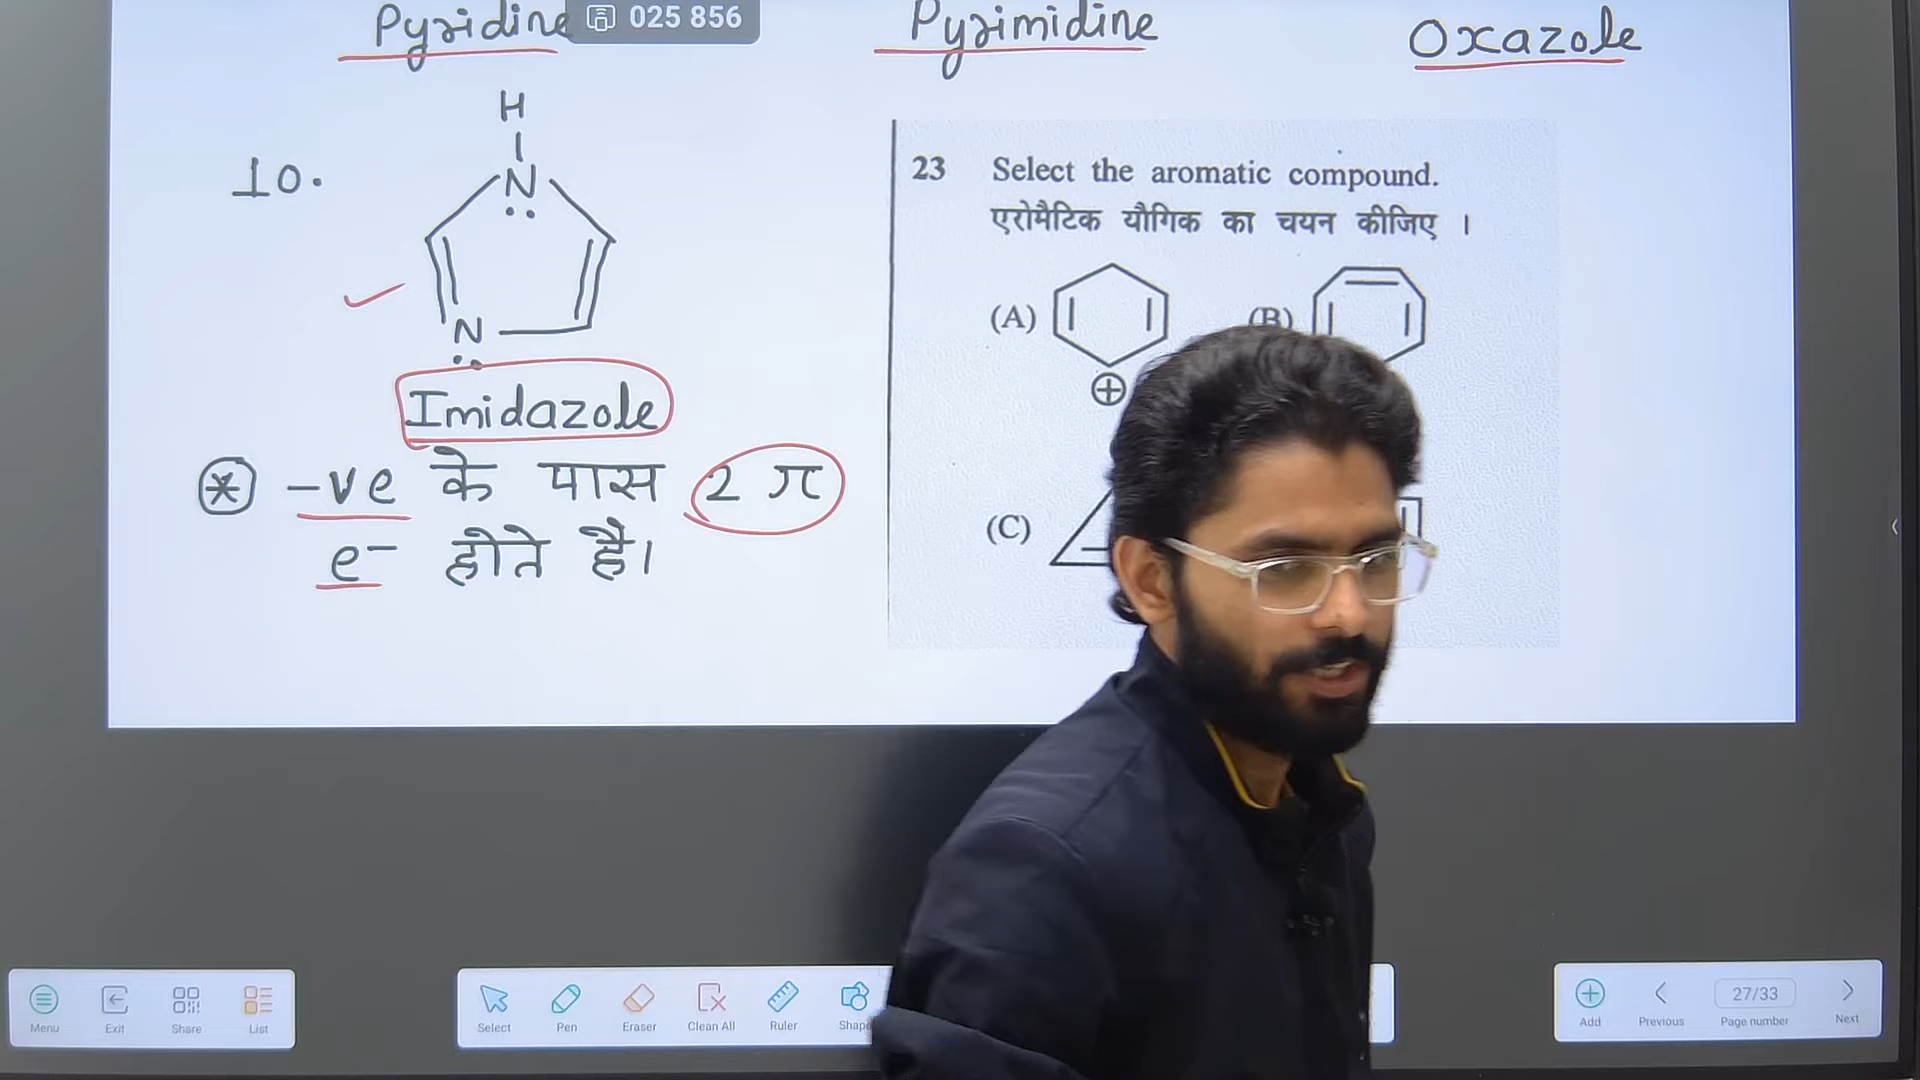 Pyridine
025 856
Pyrimidine
Oxazole
10.
H
N
N
Imidazole
* -ve के पास 2 π
e⁻ होते है।
23 Select the aromatic compound.
एरोमैटिक यौगिक का चयन कीजिए ।
(A)
(B)
⊕
(C)
Menu
Exit
Share
List
Select
Pen
Eraser
Clean All
Ruler
Add
Previous
27/33
Page number
Next